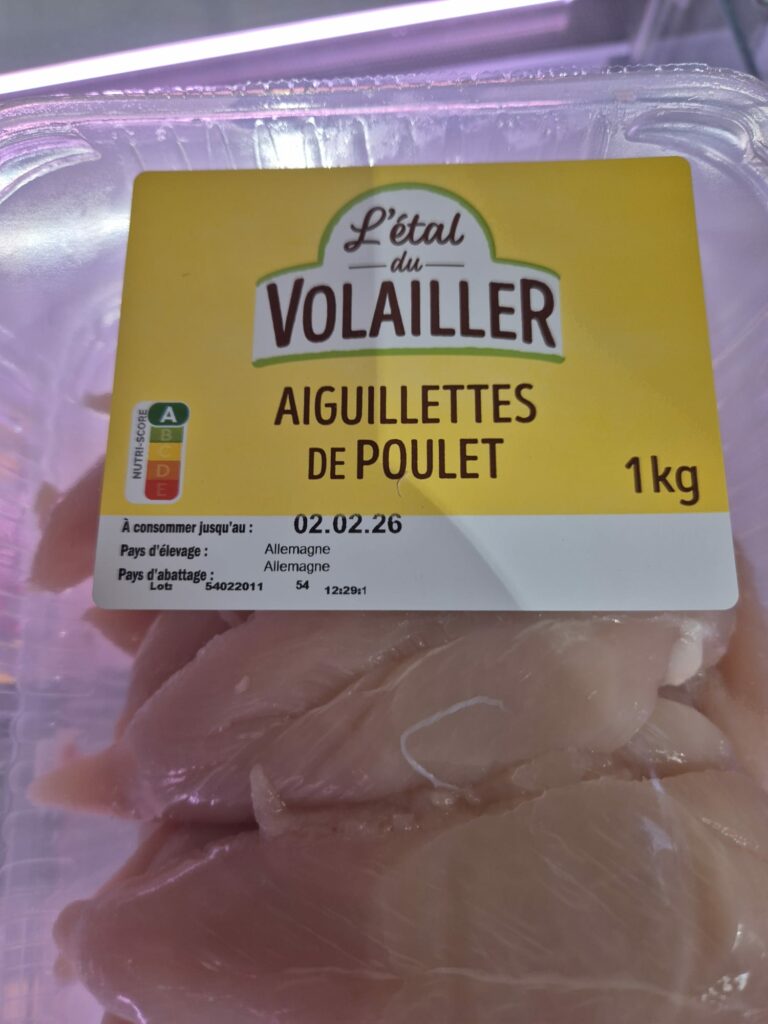 L'étal
du
VOLAILLER
AIGUILLETTES
DE POULET
1kg
NUTRI-SCORE
A
B
C
D
E
À consommer jusqu'au : 02.02.26
Pays d'élevage : Allemagne
Pays d'abattage : Allemagne
Lot: 54022011 54 12:29:1